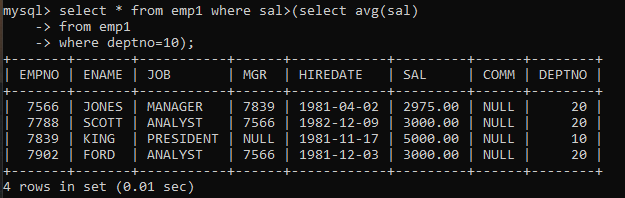 mysql> select * from emp1 where sal>(select avg(sal)
    -> from emp1
    -> where deptno=10);
+-------+-------+-----------+------+------------+---------+------+--------+
| EMPNO | ENAME | JOB       | MGR  | HIREDATE   | SAL     | COMM | DEPTNO |
+-------+-------+-----------+------+------------+---------+------+--------+
|  7566 | JONES | MANAGER   | 7839 | 1981-04-02 | 2975.00 | NULL |     20 |
|  7788 | SCOTT | ANALYST   | 7566 | 1982-12-09 | 3000.00 | NULL |     20 |
|  7839 | KING  | PRESIDENT | NULL | 1981-11-17 | 5000.00 | NULL |     10 |
|  7902 | FORD  | ANALYST   | 7566 | 1981-12-03 | 3000.00 | NULL |     20 |
+-------+-------+-----------+------+------------+---------+------+--------+
4 rows in set (0.01 sec)